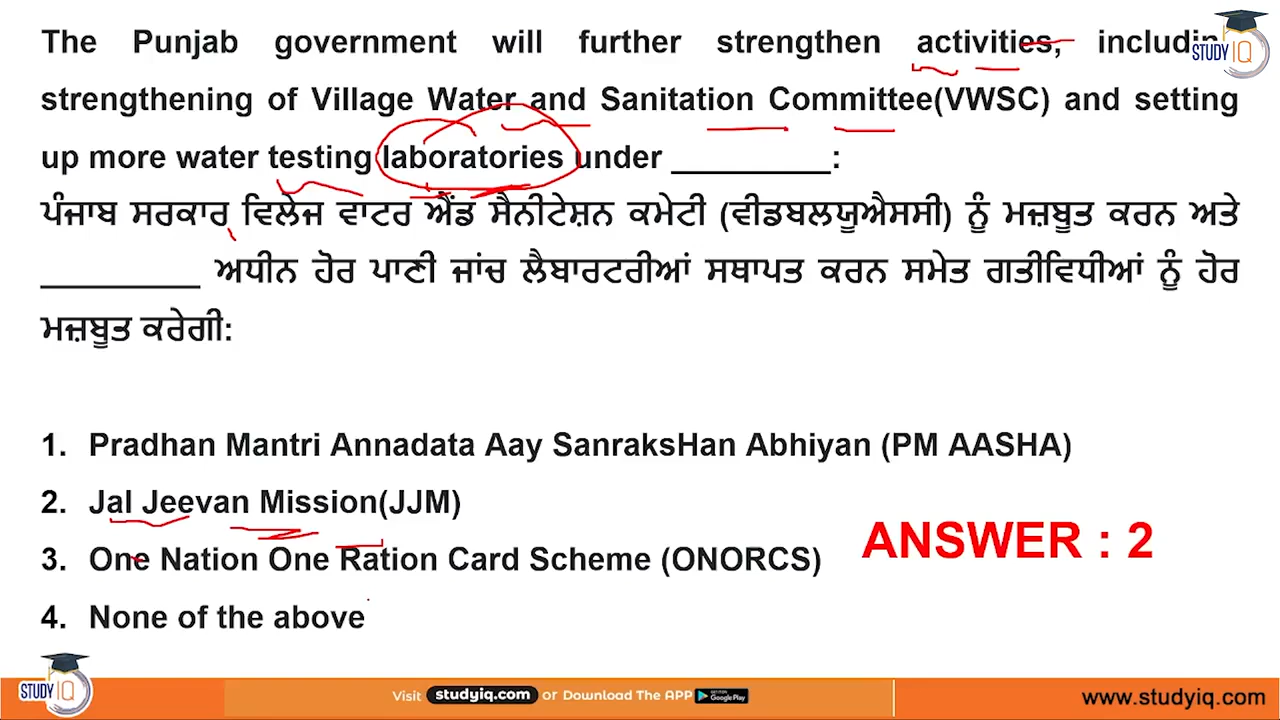 The Punjab government will further strengthen activities, includin
strengthening of Village Water and Sanitation Committee(VWSC) and setting
up more water testing laboratories under _________:
ਪੰਜਾਬ ਸਰਕਾਰ ਵਿਲੇਜ ਵਾਟਰ ਐਂਡ ਸੈਨੀਟੇਸ਼ਨ ਕਮੇਟੀ (ਵੀਡਬਲਯੂਐਸਸੀ) ਨੂੰ ਮਜ਼ਬੂਤ ਕਰਨ ਅਤੇ
_________ ਅਧੀਨ ਹੋਰ ਪਾਣੀ ਜਾਂਚ ਲੈਬਾਰਟਰੀਆਂ ਸਥਾਪਤ ਕਰਨ ਸਮੇਤ ਗਤੀਵਿਧੀਆਂ ਨੂੰ ਹੋਰ
ਮਜ਼ਬੂਤ ਕਰੇਗੀ:
1. Pradhan Mantri Annadata Aay SanraksHan Abhiyan (PM AASHA)
2. Jal Jeevan Mission(JJM)
3. One Nation One Ration Card Scheme (ONORCS)
4. None of the above
ANSWER : 2
STUDY IQ
STUDY IQ
Visit studyiq.com or Download The APP Google Play
www.studyiq.com